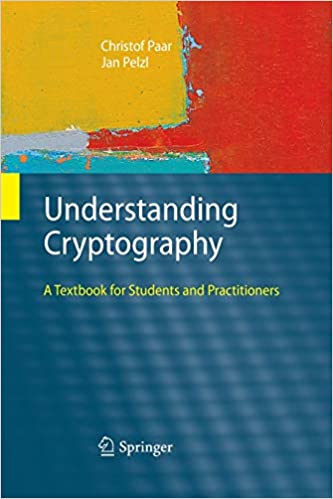 Christof Paar
Jan Pelzl
Understanding
Cryptography
A Textbook for Students and Practitioners
Springer